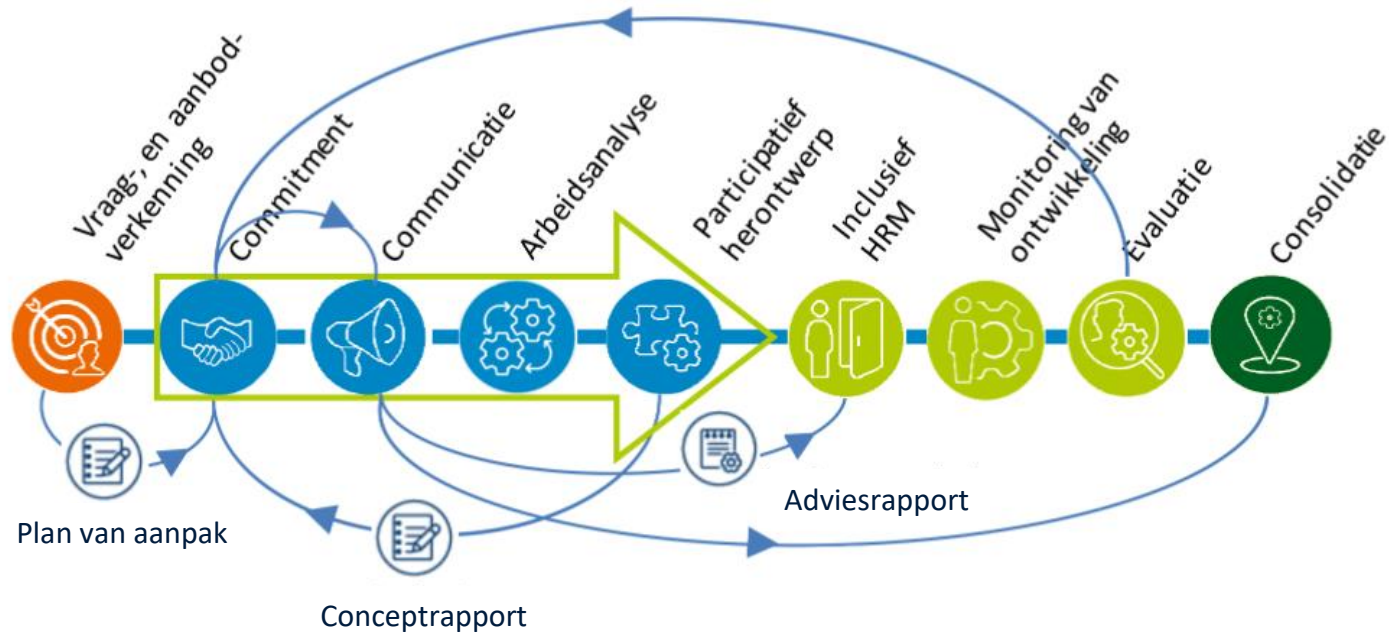 Vraag-, en aanbod-
verkenning
Commitment
Communicatie
Arbeidsanalyse
Participatief
herontwerp
Inclusief
HRM
Monitoring van
ontwikkeling
Evaluatie
Consolidatie
Plan van aanpak
Adviesrapport
Conceptrapport